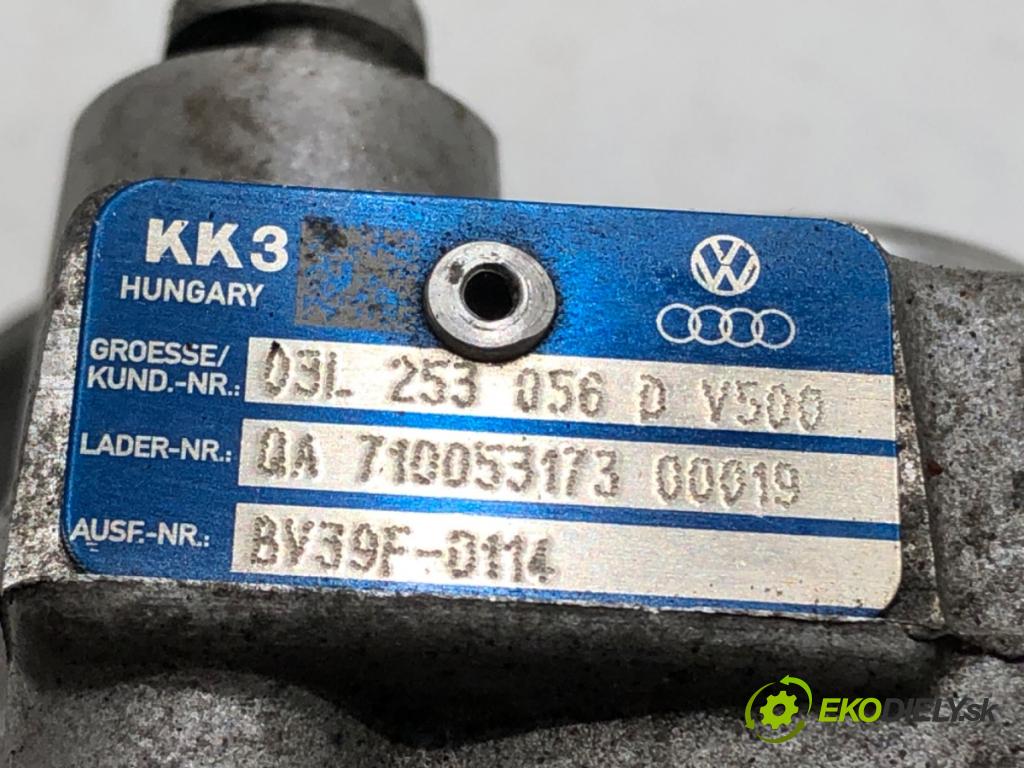 KK3
HUNGARY
VW
GROESSE/
KUND.-NR.: 03L 253 056 D V500
LADER-NR.: QA 710053173 00019
AUSF.-NR.: BV39F-0114
EKODIELY.sk